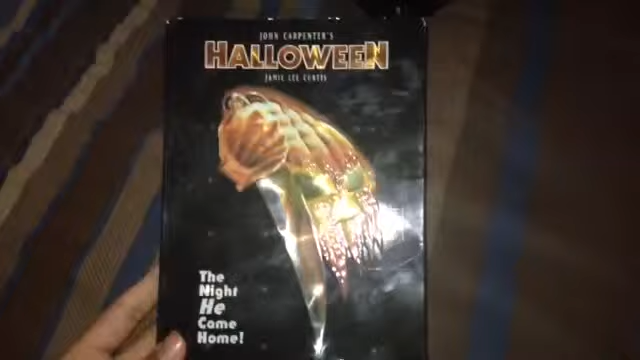 JOHN CARPENTER'S
HALLOWEEN
JAMIE LEE CURTIS
The
Night
He
Came
Home!